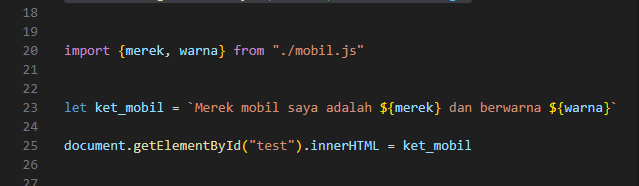 18
19
20 import {merek, warna} from "./mobil.js"
21
22
23 let ket_mobil = `Merek mobil saya adalah ${merek} dan berwarna ${warna}`
24
25 document.getElementById("test").innerHTML = ket_mobil
26
27